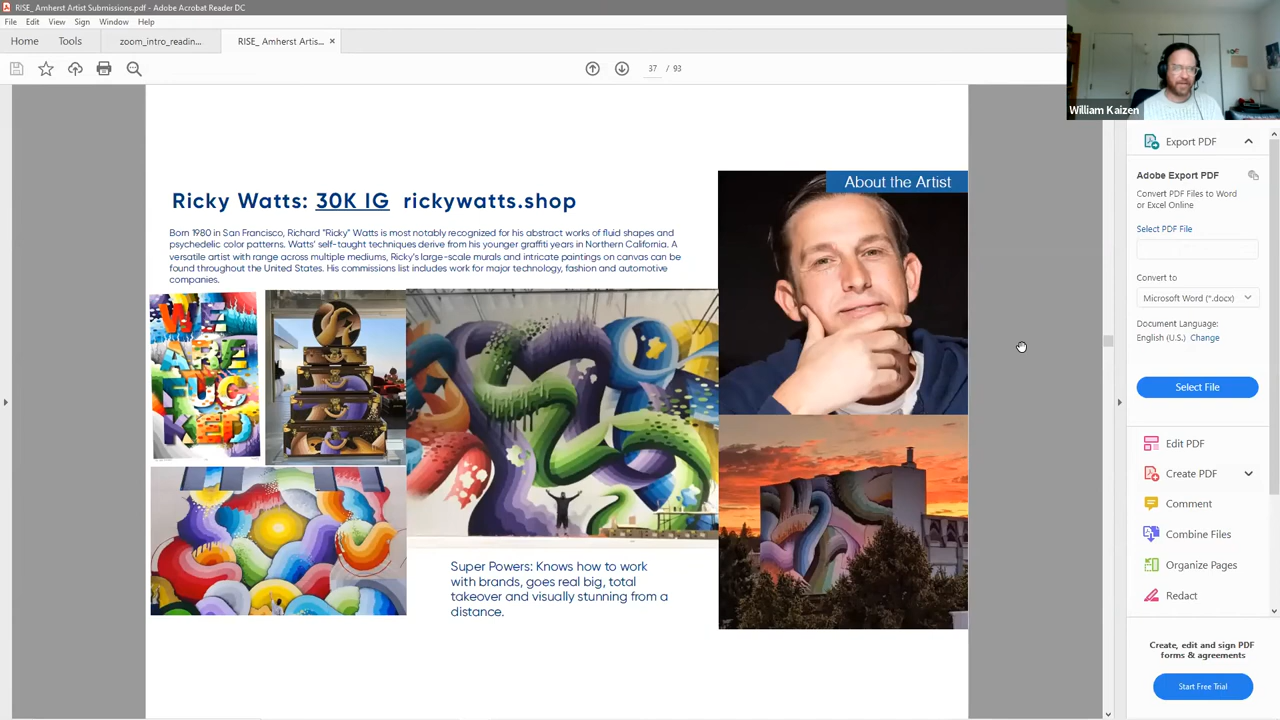 RISE_ Amherst Artist Submissions.pdf - Adobe Acrobat Reader DC
File Edit View Sign Window Help
Home Tools zoom_intro_readin... RISE_ Amherst Artis... ×
37 / 93
William Kaizen
Ricky Watts: 30K IG rickywatts.shop
About the Artist
Born 1980 in San Francisco, Richard "Ricky" Watts is most notably recognized for his abstract works of fluid shapes and
psychedelic color patterns. Watts' self-taught techniques derive from his younger graffiti years in Northern California. A
versatile artist with range across multiple mediums, Ricky's large-scale murals and intricate paintings on canvas can be
found throughout the United States. His commissions list includes work for major technology, fashion and automotive
companies.
WE
ARE
FUC
KED
Super Powers: Knows how to work
with brands, goes real big, total
takeover and visually stunning from a
distance.
Export PDF
Adobe Export PDF
Convert PDF Files to Word
or Excel Online
Select PDF File
Convert to
Microsoft Word (*.docx)
Document Language:
English (U.S.) Change
Select File
Edit PDF
Create PDF
Comment
Combine Files
Organize Pages
Redact
Create, edit and sign PDF
forms & agreements
Start Free Trial